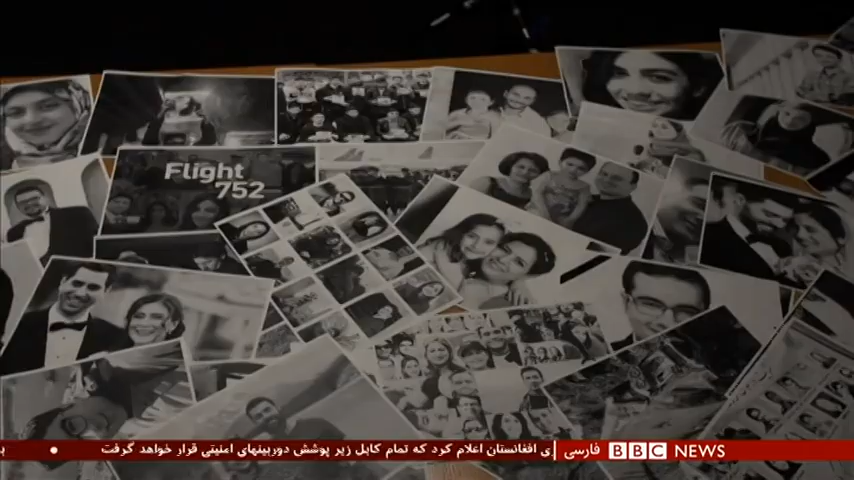 Flight
752
ی افغانستان اعلام کرد که تمام کابل زیر پوشش دوربینهای امنیتی قرار خواهد گرفت
فارسی BBC NEWS